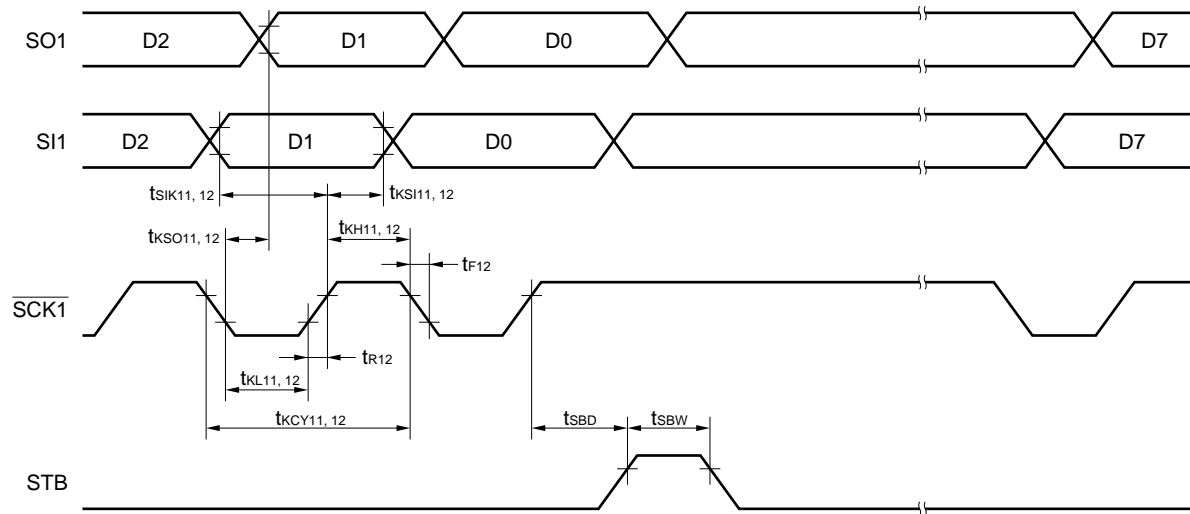 SO1 D2 D1 D0 D7
SI1 D2 D1 D0 D7
tSIK11, 12 tKSI11, 12
tKSO11, 12 tKH11, 12
tF12
SCK1
tR12
tKL11, 12
tKCY11, 12 tSBD tSBW
STB